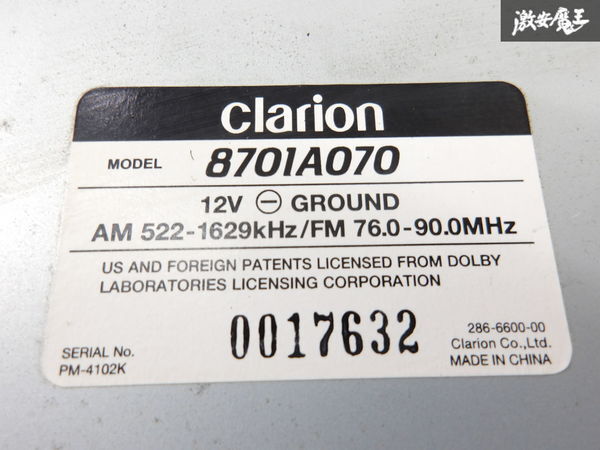 激安魔王
clarion
MODEL 8701A070
12V ⊖ GROUND
AM 522-1629kHz/FM 76.0-90.0MHz
US AND FOREIGN PATENTS LICENSED FROM DOLBY
LABORATORIES LICENSING CORPORATION
0017632
SERIAL No.
PM-4102K
286-6600-00
Clarion Co.,Ltd.
MADE IN CHINA